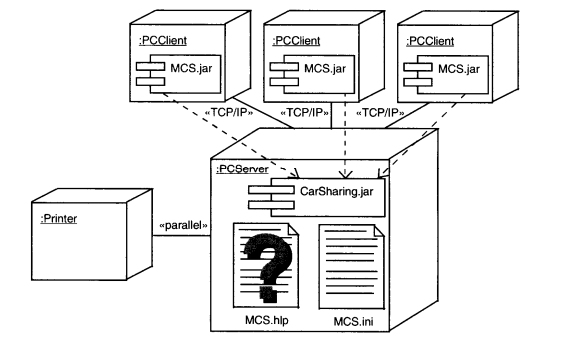 :PCClient
:PCClient
:PCClient
MCS.jar
MCS.jar
MCS.jar
«TCP/IP»
«TCP/IP»
«TCP/IP»
:PCServer
CarSharing.jar
:Printer
«parallel»
?
MCS.hlp
MCS.ini